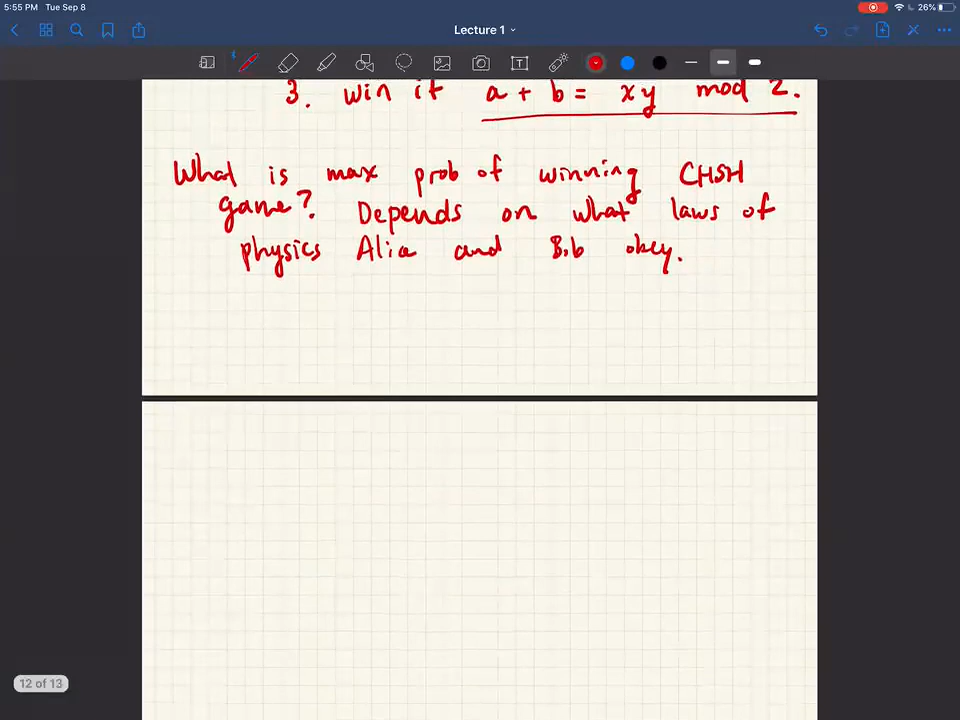 5:55 PM Tue Sep 8
26%
Lecture 1
3. win if a + b = xy mod 2.
What is max prob of winning CHSH
game? Depends on what laws of
physics Alice and Bob obey.
12 of 13